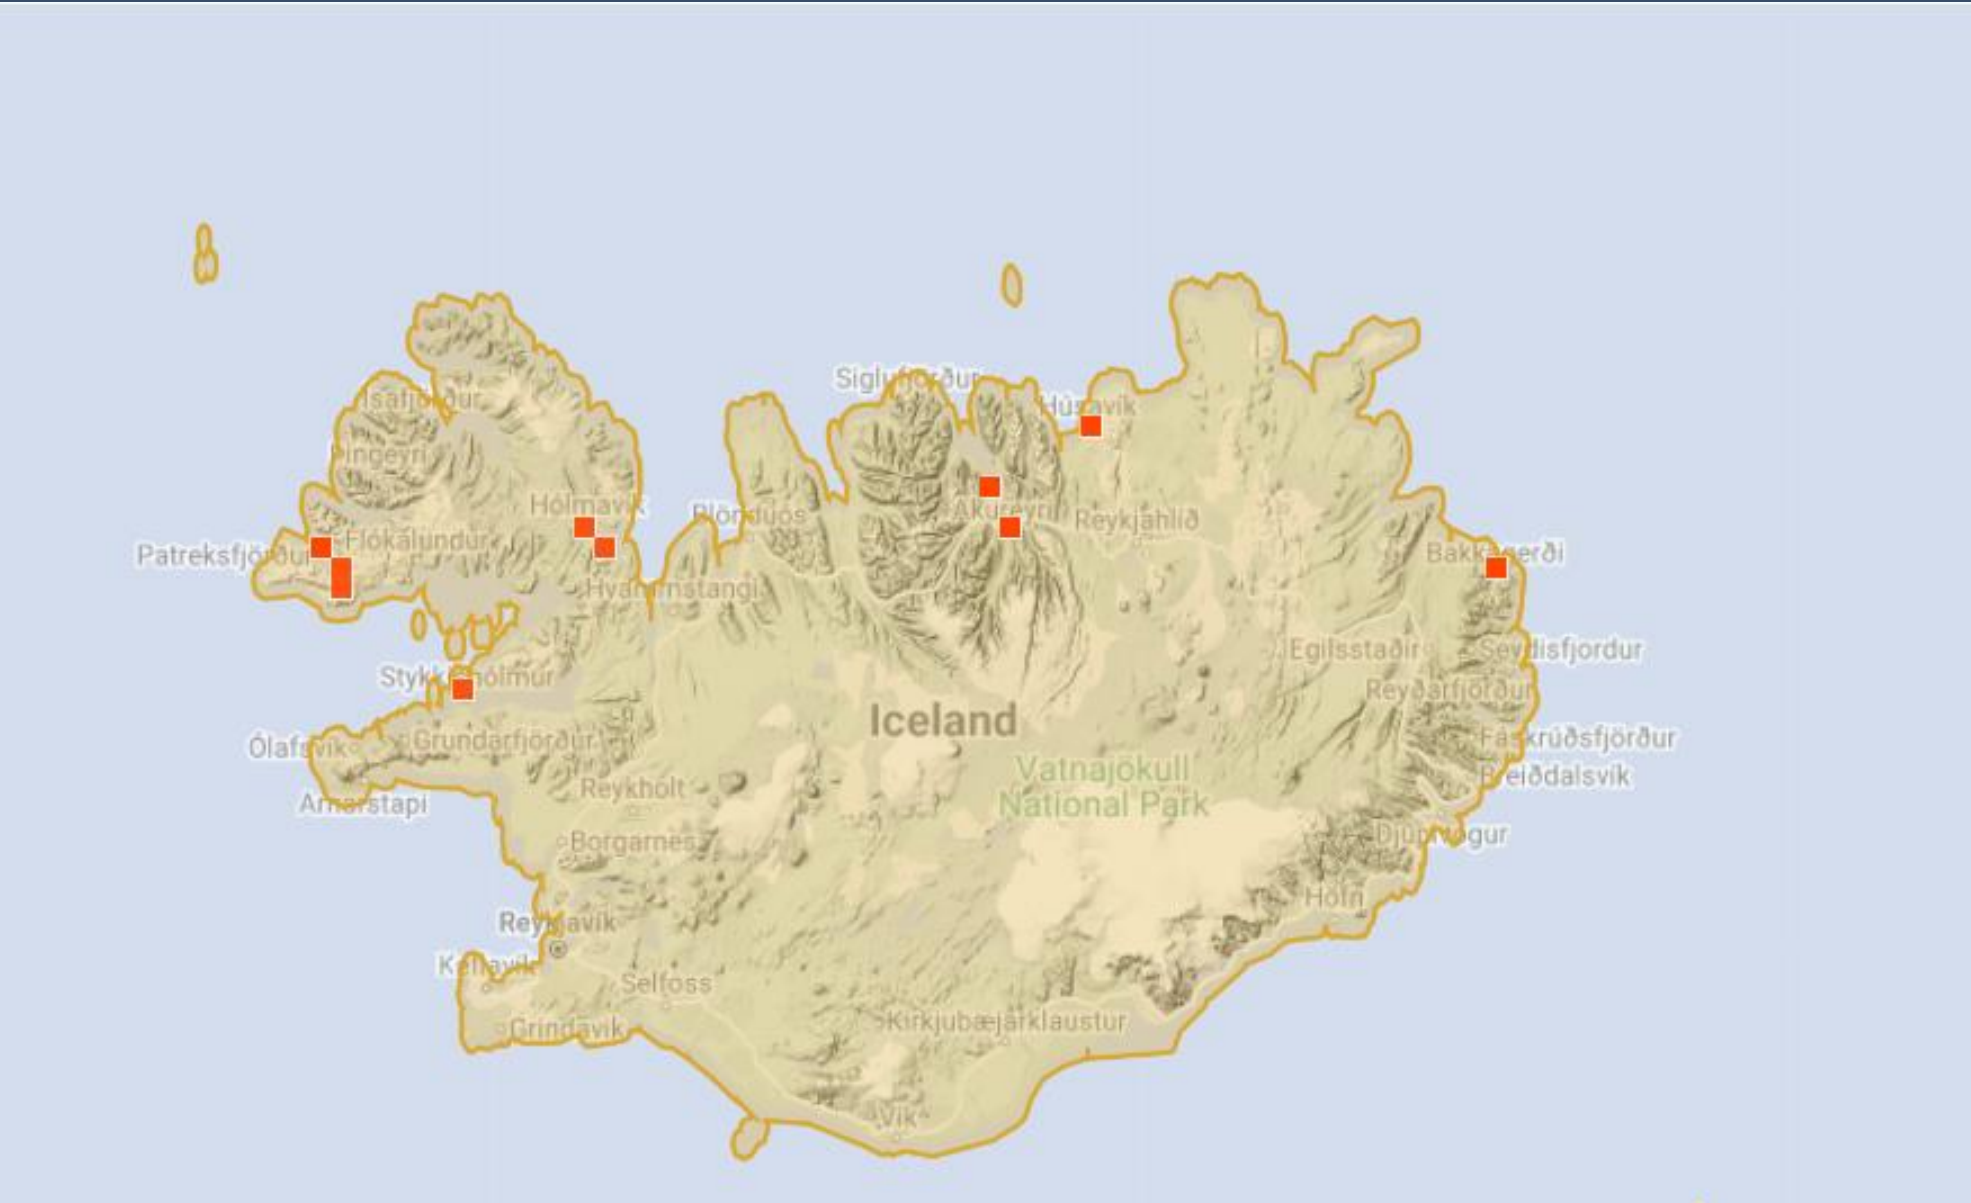 Siglufjörður
Ísafjörður
Húsavík
Þingeyri
Hólmavík
Blönduós
Akureyri
Reykjahlíð
Patreksfjörður
Flókalundur
Bakkagerði
Hvammstangi
Egilsstaðir
Seyðisfjordur
Stykkishólmur
Reyðarfjörður
Iceland
Ólafsvík
Grundarfjörður
Fáskrúðsfjörður
Vatnajökull
National Park
Breiðdalsvík
Reykholt
Arnarstapi
Borgarnes
Djúpivogur
Höfn
Reykjavík
Keflavík
Selfoss
Grindavík
Kirkjubæjarklaustur
Vik